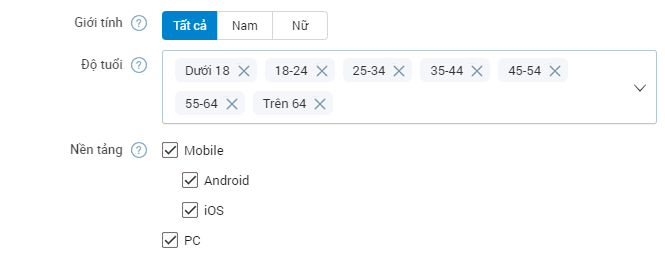 Giới tính ? Tất cả Nam Nữ
Độ tuổi ? Dưới 18 18-24 25-34 35-44 45-54
55-64 Trên 64
Nền tảng ? Mobile
Android
iOS
PC